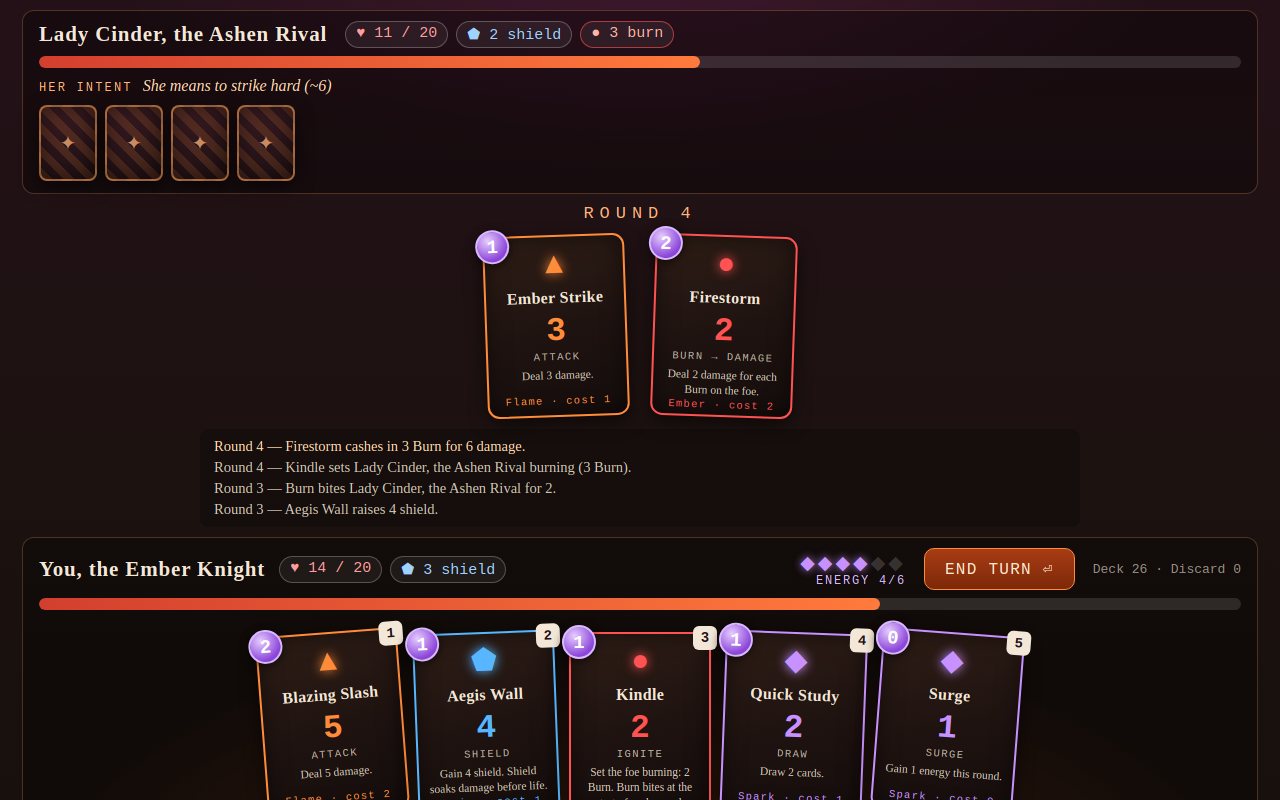 Lady Cinder, the Ashen Rival ♥ 11 / 20 ⬟ 2 shield ● 3 burn
HER INTENT She means to strike hard (~6)
ROUND 4
1
Ember Strike
3
ATTACK
Deal 3 damage.
Flame · cost 1
2
Firestorm
2
BURN → DAMAGE
Deal 2 damage for each
Burn on the foe.
Ember · cost 2
Round 4 — Firestorm cashes in 3 Burn for 6 damage.
Round 4 — Kindle sets Lady Cinder, the Ashen Rival burning (3 Burn).
Round 3 — Burn bites Lady Cinder, the Ashen Rival for 2.
Round 3 — Aegis Wall raises 4 shield.
You, the Ember Knight ♥ 14 / 20 ⬟ 3 shield
ENERGY 4/6
END TURN ⏎
Deck 26 · Discard 0
2
1
Blazing Slash
5
ATTACK
Deal 5 damage.
Flame · cost 2
1
2
Aegis Wall
4
SHIELD
Gain 4 shield. Shield
soaks damage before life.
cost 1
1
3
Kindle
2
IGNITE
Set the foe burning: 2
Burn. Burn bites at the
1
4
Quick Study
2
DRAW
Draw 2 cards.
Spark · cost 1
0
5
Surge
1
SURGE
Gain 1 energy this round.
Spark · cost 0